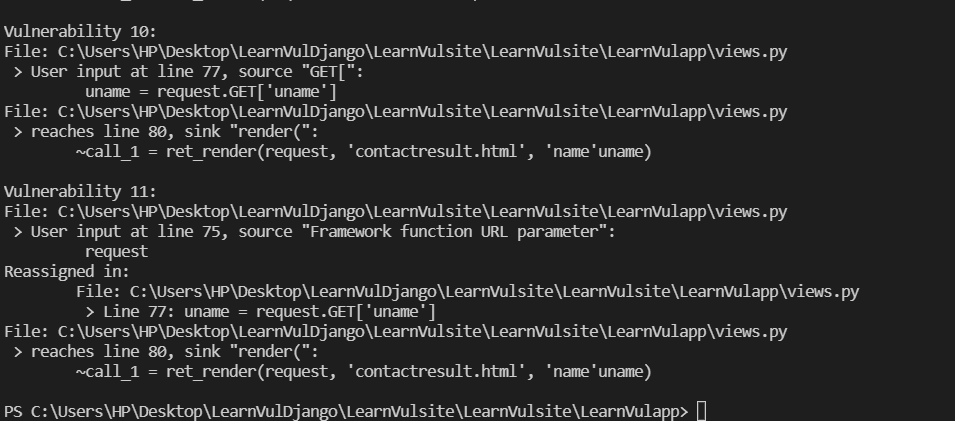 Vulnerability 10:
File: C:\Users\HP\Desktop\LearnVulDjango\LearnVulsite\LearnVulsite\LearnVulapp\views.py
 > User input at line 77, source "GET[":
         uname = request.GET['uname']
File: C:\Users\HP\Desktop\LearnVulDjango\LearnVulsite\LearnVulsite\LearnVulapp\views.py
 > reaches line 80, sink "render(":
        ~call_1 = ret_render(request, 'contactresult.html', 'name'uname)
Vulnerability 11:
File: C:\Users\HP\Desktop\LearnVulDjango\LearnVulsite\LearnVulsite\LearnVulapp\views.py
 > User input at line 75, source "Framework function URL parameter":
         request
Reassigned in:
        File: C:\Users\HP\Desktop\LearnVulDjango\LearnVulsite\LearnVulsite\LearnVulapp\views.py
         > Line 77: uname = request.GET['uname']
File: C:\Users\HP\Desktop\LearnVulDjango\LearnVulsite\LearnVulsite\LearnVulapp\views.py
 > reaches line 80, sink "render(":
        ~call_1 = ret_render(request, 'contactresult.html', 'name'uname)
PS C:\Users\HP\Desktop\LearnVulDjango\LearnVulsite\LearnVulsite\LearnVulapp>